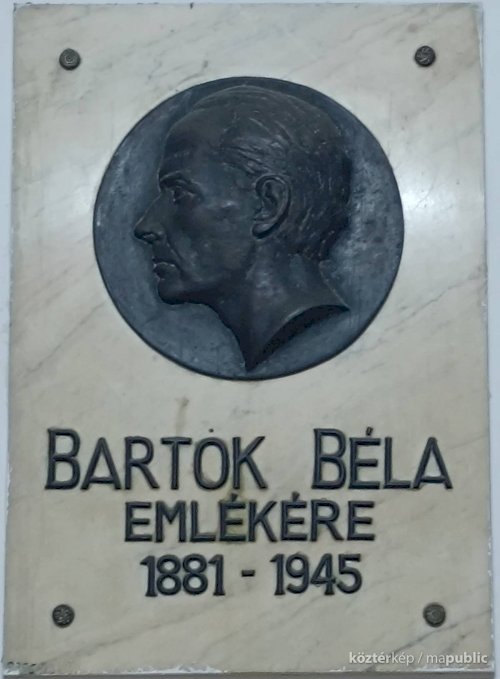 BARTÓK BÉLA
EMLÉKÉRE
1881 - 1945
köztérkép / mapublic